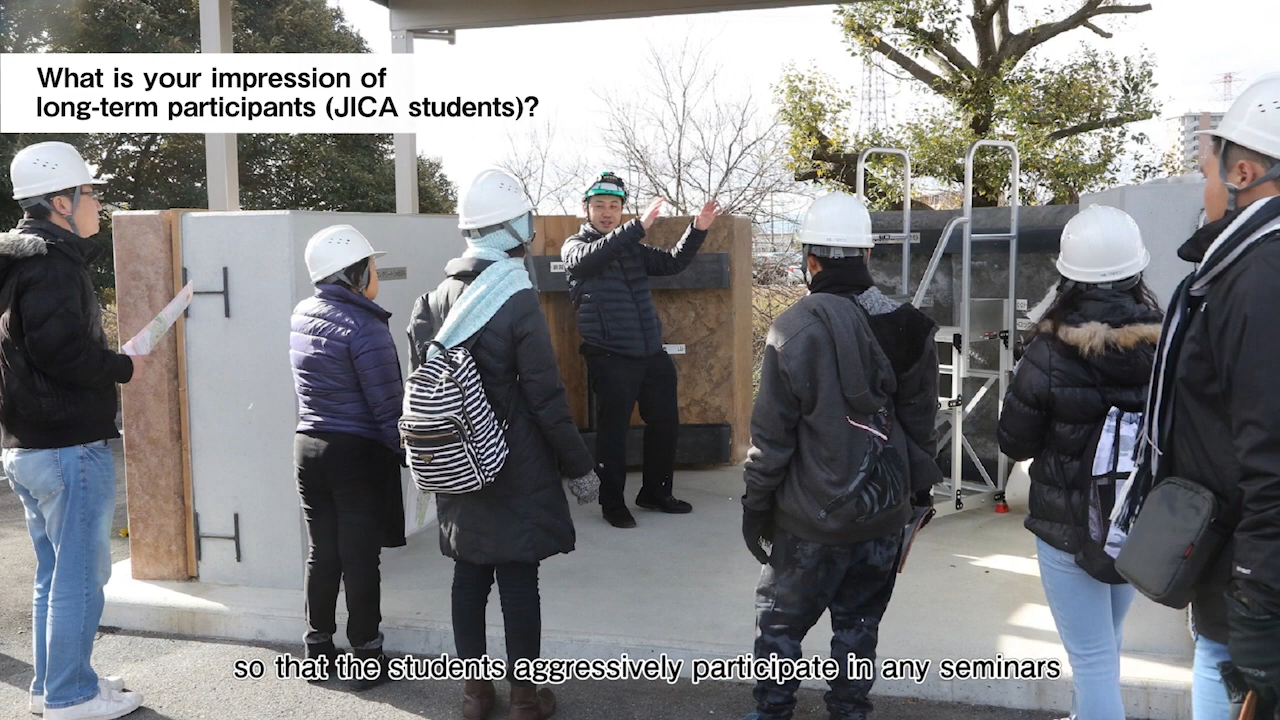 What is your impression of
long-term participants (JICA students)?
so that the students aggressively participate in any seminars